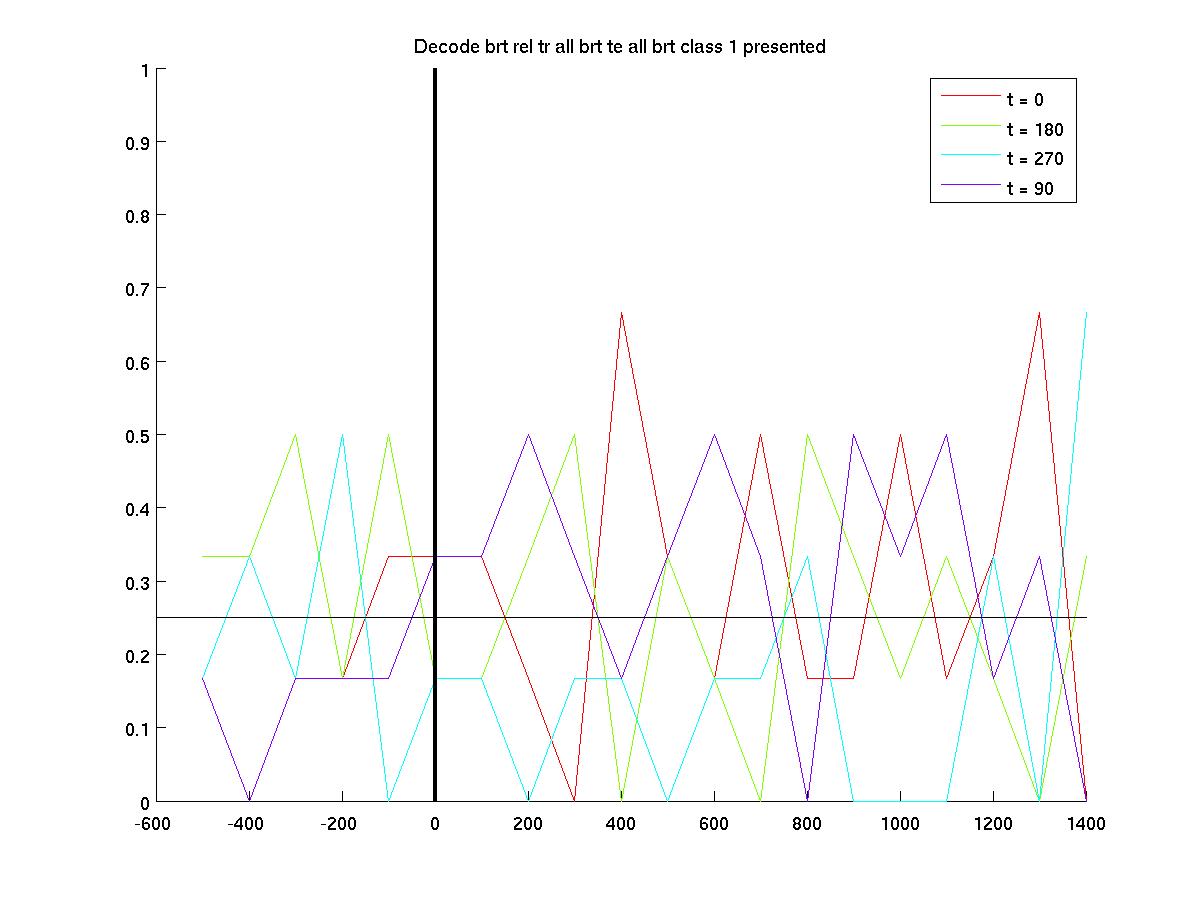 Decode brt rel tr all brt te all brt class 1 presented
1
0.9
0.8
0.7
0.6
0.5
0.4
0.3
0.2
0.1
0
-600 -400 -200 0 200 400 600 800 1000 1200 1400
t = 0
t = 180
t = 270
t = 90